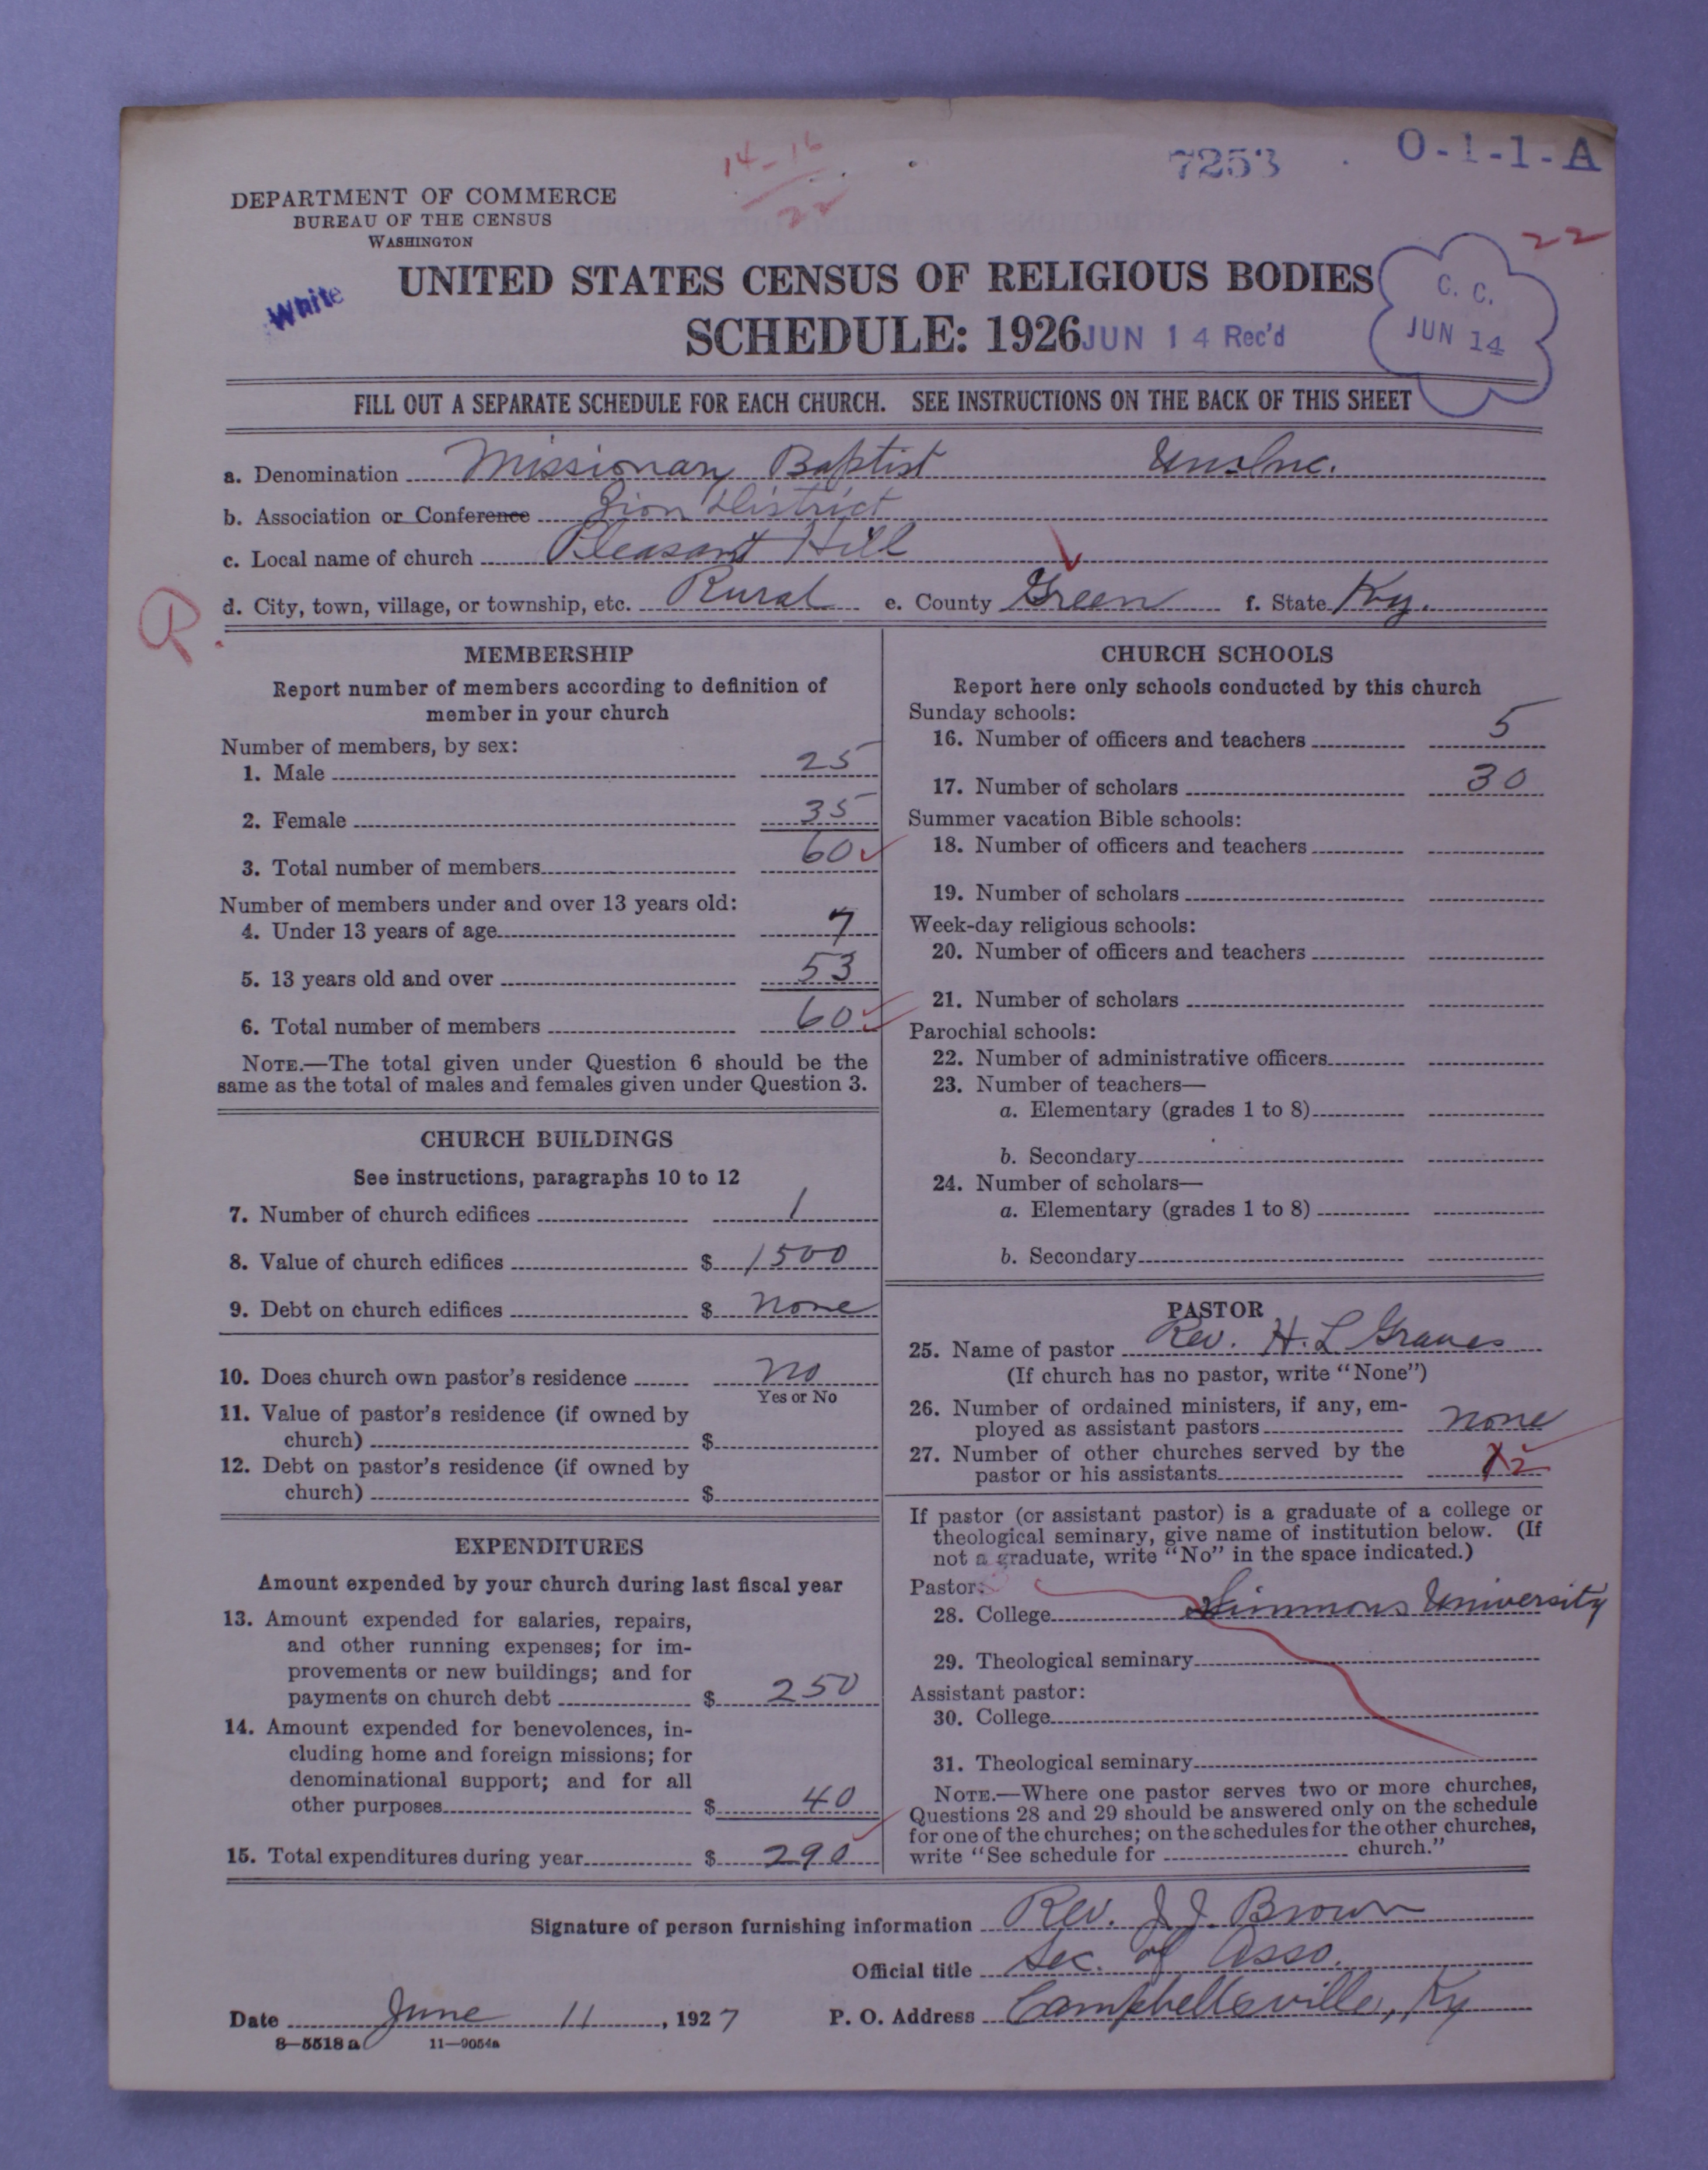 14-16
22
7253
O-1-1-A
22
DEPARTMENT OF COMMERCE
BUREAU OF THE CENSUS
WASHINGTON
White
UNITED STATES CENSUS OF RELIGIOUS BODIES
SCHEDULE: 1926
JUN 14 Rec'd
C. C.
JUN 14
FILL OUT A SEPARATE SCHEDULE FOR EACH CHURCH. SEE INSTRUCTIONS ON THE BACK OF THIS SHEET
a. Denomination Missionary Baptist
b. Association or Conference Zion District
c. Local name of church Pleasant Hill
R.
d. City, town, village, or township, etc. Rural e. County Green f. State Ky.
MEMBERSHIP
Report number of members according to definition of
member in your church
Number of members, by sex:
1. Male 25
2. Female 35
3. Total number of members 60
Number of members under and over 13 years old:
4. Under 13 years of age 7
5. 13 years old and over 53
6. Total number of members 60
NOTE.—The total given under Question 6 should be the
same as the total of males and females given under Question 3.
CHURCH BUILDINGS
See instructions, paragraphs 10 to 12
7. Number of church edifices 1
8. Value of church edifices $ 1500
9. Debt on church edifices $ none
10. Does church own pastor's residence no
Yes or No
11. Value of pastor's residence (if owned by
church) $
12. Debt on pastor's residence (if owned by
church) $
EXPENDITURES
Amount expended by your church during last fiscal year
13. Amount expended for salaries, repairs,
and other running expenses; for im-
provements or new buildings; and for
payments on church debt $ 250
14. Amount expended for benevolences, in-
cluding home and foreign missions; for
denominational support; and for all
other purposes $ 40
15. Total expenditures during year $ 290
CHURCH SCHOOLS
Report here only schools conducted by this church
Sunday schools:
16. Number of officers and teachers 5
17. Number of scholars 30
Summer vacation Bible schools:
18. Number of officers and teachers
19. Number of scholars
Week-day religious schools:
20. Number of officers and teachers
21. Number of scholars
Parochial schools:
22. Number of administrative officers
23. Number of teachers—
a. Elementary (grades 1 to 8)
b. Secondary
24. Number of scholars—
a. Elementary (grades 1 to 8)
b. Secondary
PASTOR
25. Name of pastor Rev. H. L Graves
(If church has no pastor, write "None")
26. Number of ordained ministers, if any, em-
ployed as assistant pastors none
27. Number of other churches served by the
pastor or his assistants 2
If pastor (or assistant pastor) is a graduate of a college or
theological seminary, give name of institution below. (If
not a graduate, write "No" in the space indicated.)
Pastor:
28. College Simmons University
29. Theological seminary
Assistant pastor:
30. College
31. Theological seminary
NOTE.—Where one pastor serves two or more churches,
Questions 28 and 29 should be answered only on the schedule
for one of the churches; on the schedules for the other churches,
write "See schedule for church."
Signature of person furnishing information Rev. J J. Brown
Official title Sec. of Asso.
Date June 11, 1927 P. O. Address Campbellsville, Ky
8—5518 a 11—9054a